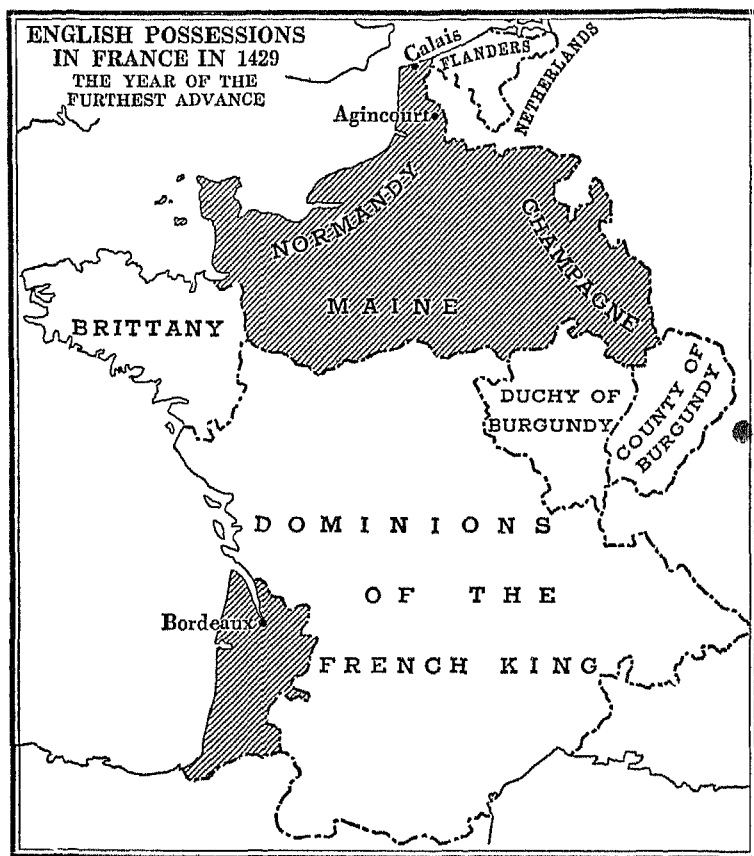 ENGLISH POSSESSIONS
IN FRANCE IN 1429
THE YEAR OF THE
FURTHEST ADVANCE
Calais
FLANDERS
NETHERLANDS
Agincourt
NORMANDY
CHAMPAGNE
MAINE
BRITTANY
DUCHY OF
BURGUNDY
COUNTY OF
BURGUNDY
DOMINIONS
OF THE
FRENCH KING
Bordeaux